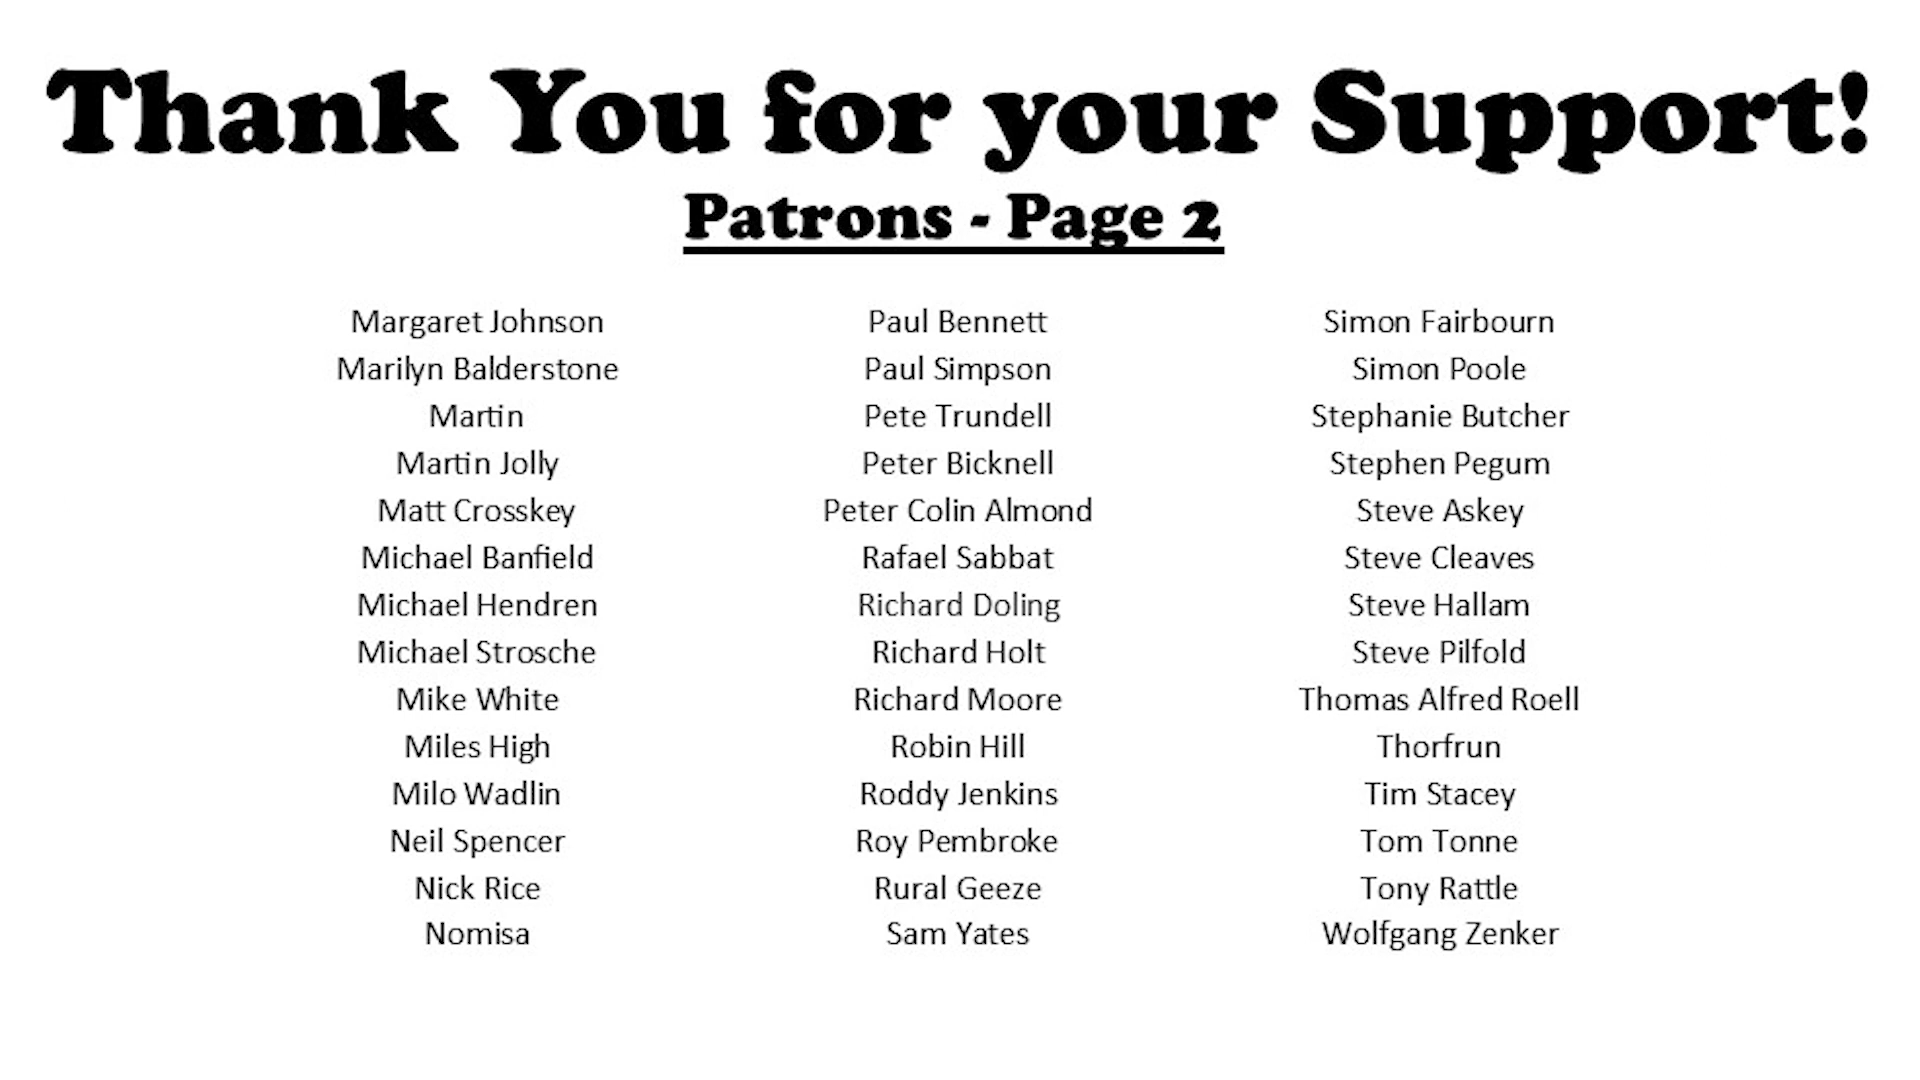 Thank You for your Support!
Patrons - Page 2
Margaret Johnson
Marilyn Balderstone
Martin
Martin Jolly
Matt Crosskey
Michael Banfield
Michael Hendren
Michael Strosche
Mike White
Miles High
Milo Wadlin
Neil Spencer
Nick Rice
Nomisa
Paul Bennett
Paul Simpson
Pete Trundell
Peter Bicknell
Peter Colin Almond
Rafael Sabbat
Richard Doling
Richard Holt
Richard Moore
Robin Hill
Roddy Jenkins
Roy Pembroke
Rural Geeze
Sam Yates
Simon Fairbourn
Simon Poole
Stephanie Butcher
Stephen Pegum
Steve Askey
Steve Cleaves
Steve Hallam
Steve Pilfold
Thomas Alfred Roell
Thorfrun
Tim Stacey
Tom Tonne
Tony Rattle
Wolfgang Zenker